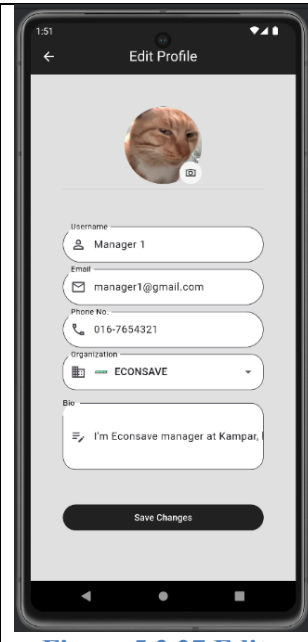 1:51
Edit Profile
Username
Manager 1
Email
manager1@gmail.com
Phone No.
016-7654321
Organization
ECONSAVE
Bio
I'm Econsave manager at Kampar,
Save Changes